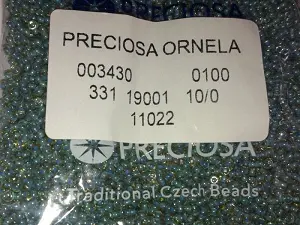 PRECIOSA ORNELA
003430 0100
331 19001 10/0
11022
PRECIOSA
Traditional Czech Beads